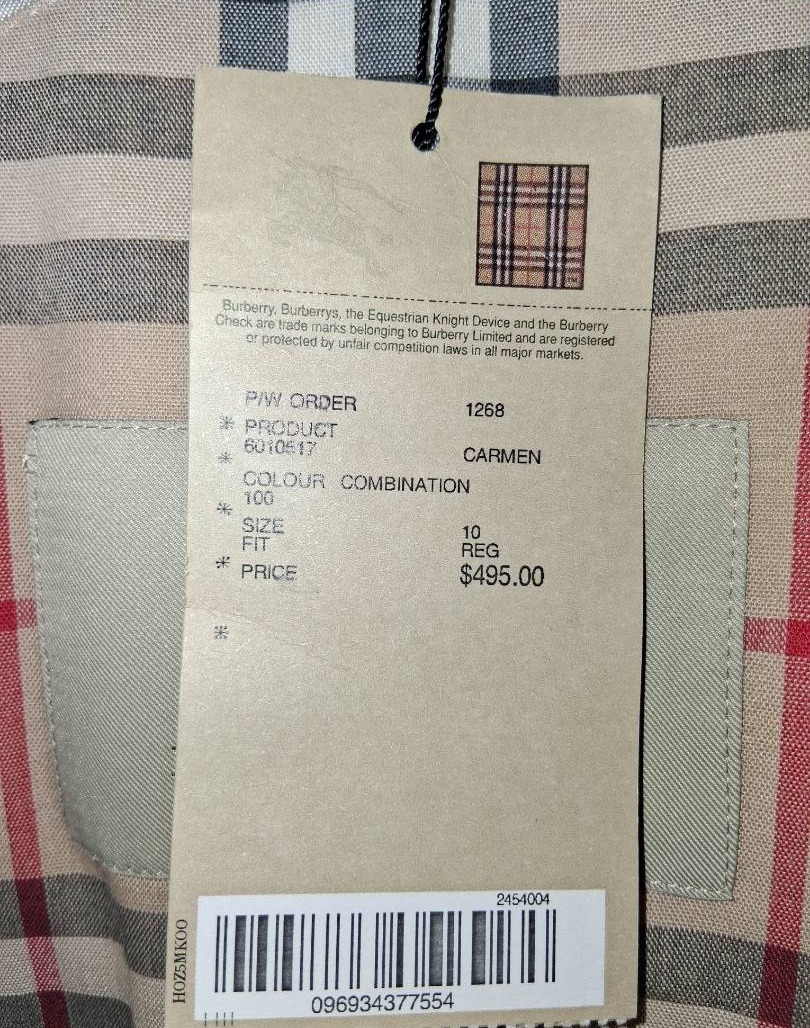 Burberry, Burberrys, the Equestrian Knight Device and the Burberry
Check are trade marks belonging to Burberry Limited and are registered
or protected by unfair competition laws in all major markets.
P/W ORDER 1268
* PRODUCT
* 6010517 CARMEN
COLOUR COMBINATION
* 100
SIZE 10
FIT REG
* PRICE $495.00
*
2454004
096934377554
HOZ5MKOO